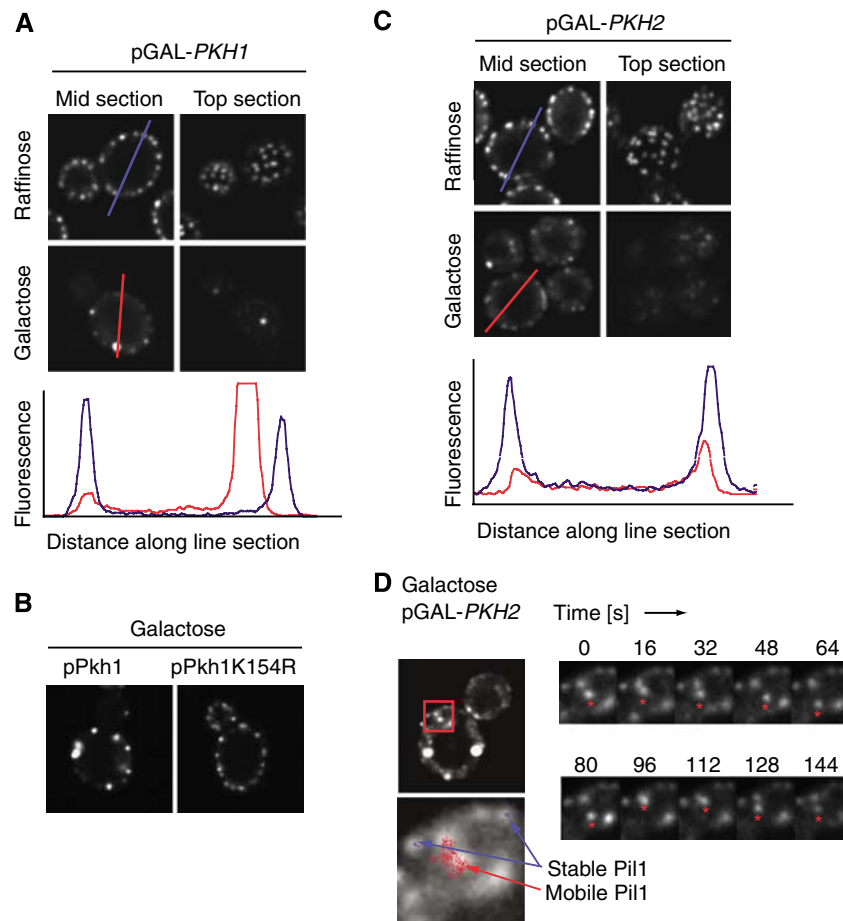 A
pGAL-PKH1
Mid section
Top section
Raffinose
Galactose
Fluorescence
Distance along line section
B
Galactose
pPkh1
pPkh1K154R
C
pGAL-PKH2
Mid section
Top section
Raffinose
Galactose
Fluorescence
Distance along line section
D
Galactose
pGAL-PKH2
Time [s]
0 16 32 48 64
* * * * *
80 96 112 128 144
* * * * *
Stable Pil1
Mobile Pil1